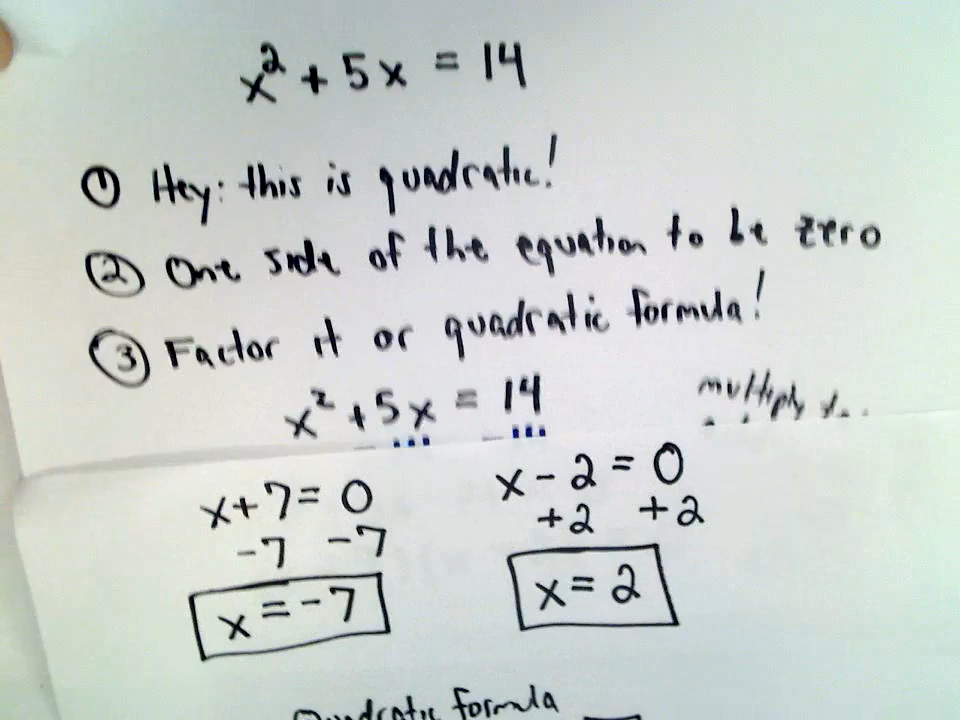 x² + 5x = 14
① Hey: this is quadratic!
② One side of the equation to be zero
③ Factor it or quadratic formula!
x² + 5x = 14
multiply
x + 7 = 0 x - 2 = 0
-7 -7 +2 +2
x = -7 x = 2
Quadratic formula